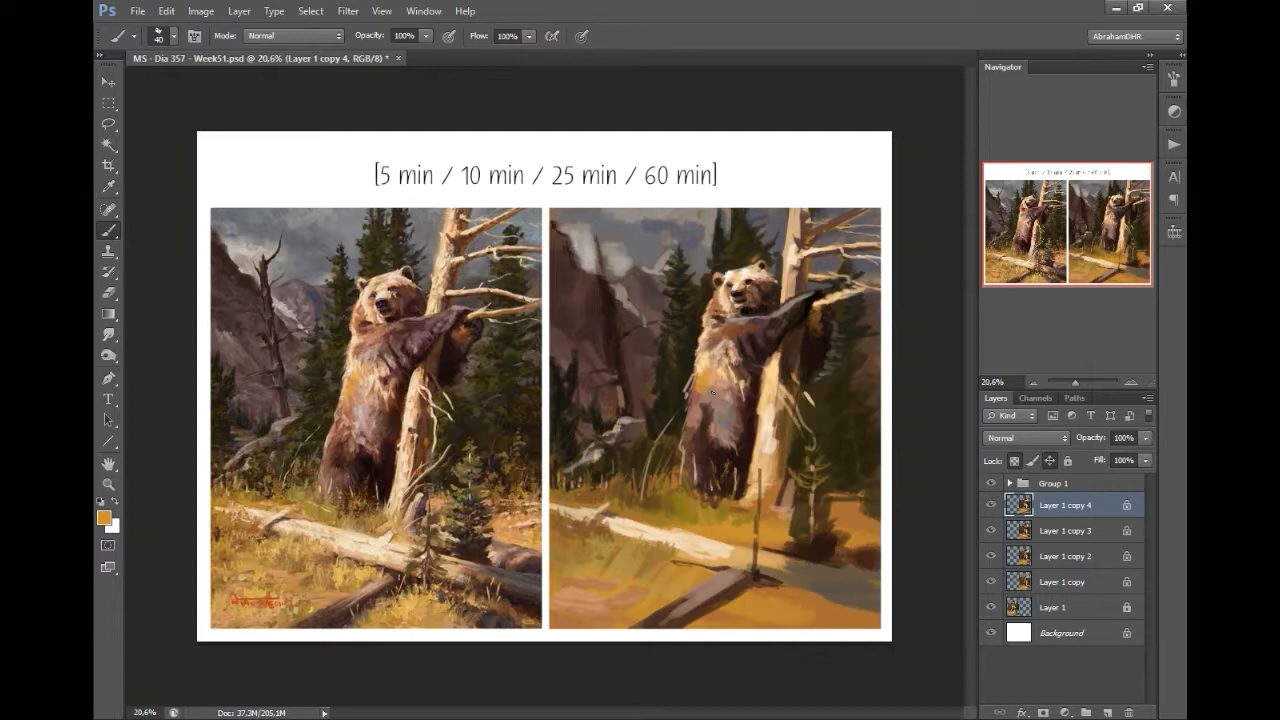 Ps File Edit Image Layer Type Select Filter View Window Help
40 Mode: Normal Opacity: 100% Flow: 100% AbrahamDHR
MS - Dia 357 - Week51.psd @ 20,6% (Layer 1 copy 4, RGB/8) * ×
Navigator
[5 min / 10 min / 25 min / 60 min]
20,6%
Layers Channels Paths
Kind
Normal Opacity: 100%
Lock: Fill: 100%
Group 1
Layer 1 copy 4
Layer 1 copy 3
Layer 1 copy 2
Layer 1 copy
Layer 1
Background
20,6% Doc: 37,3M/205,1M